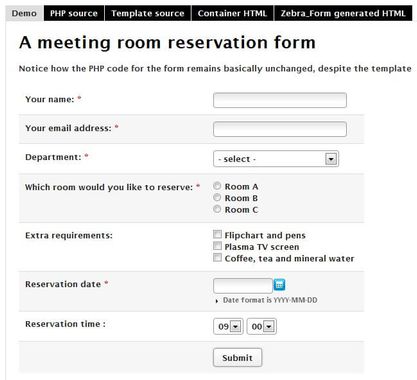 Demo PHP source Template source Container HTML Zebra_Form generated HTML
A meeting room reservation form
Notice how the PHP code for the form remains basically unchanged, despite the template
Your name: *
Your email address: *
Department: * - select -
Which room would you like to reserve: * Room A
Room B
Room C
Extra requirements: Flipchart and pens
Plasma TV screen
Coffee, tea and mineral water
Reservation date *
Date format is YYYY-MM-DD
Reservation time : 09 00
Submit